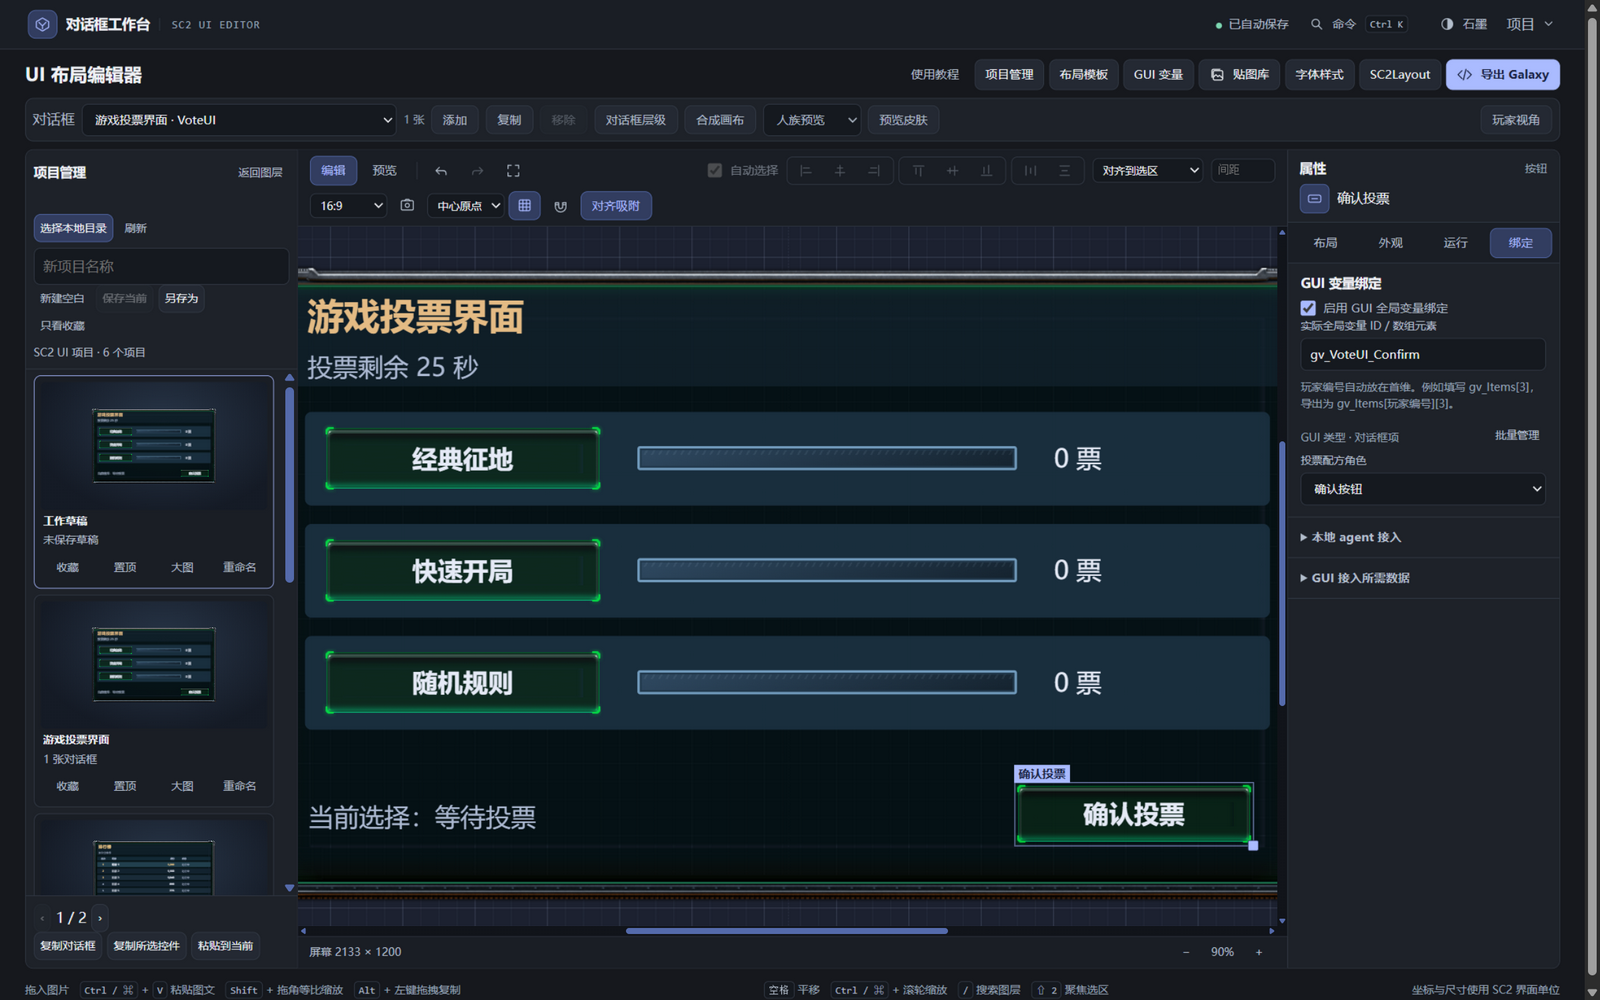 对话框工作台 SC2 UI EDITOR 已自动保存 命令 Ctrl K 石墨 项目
UI 布局编辑器 使用教程 项目管理 布局模板 GUI 变量 贴图库 字体样式 SC2Layout </> 导出 Galaxy
对话框 游戏投票界面 · VoteUI 1 张 添加 复制 移除 对话框层级 合成画布 人族预览 预览皮肤 玩家视角
项目管理 返回图层
选择本地目录 刷新
新项目名称
新建空白 保存当前 另存为
只看收藏
SC2 UI 项目 · 6 个项目
工作草稿
未保存草稿
收藏 置顶 大图 重命名
游戏投票界面
1 张对话框
收藏 置顶 大图 重命名
‹ 1 / 2 ›
复制对话框 复制所选控件 粘贴到当前
编辑 预览 自动选择 对齐到选区 间距
16:9 中心原点 对齐吸附
游戏投票界面
投票剩余 25 秒
经典征地 0 票
快速开局 0 票
随机规则 0 票
确认投票
当前选择：等待投票 确认投票
屏幕 2133 × 1200 − 90% +
属性 按钮
确认投票
布局 外观 运行 绑定
GUI 变量绑定
启用 GUI 全局变量绑定
实际全局变量 ID / 数组元素
gv_VoteUI_Confirm
玩家编号自动放在首维。例如填写 gv_Items[3]，
导出为 gv_Items[玩家编号][3]。
GUI 类型 · 对话框项 批量管理
投票配方角色
确认按钮
本地 agent 接入
GUI 接入所需数据
拖入图片 Ctrl / ⌘ + V 粘贴图文 Shift + 拖角等比缩放 Alt + 左键拖拽复制 空格 平移 Ctrl / ⌘ + 滚轮缩放 / 搜索图层 ⇧ 2 聚焦选区 坐标与尺寸使用 SC2 界面单位